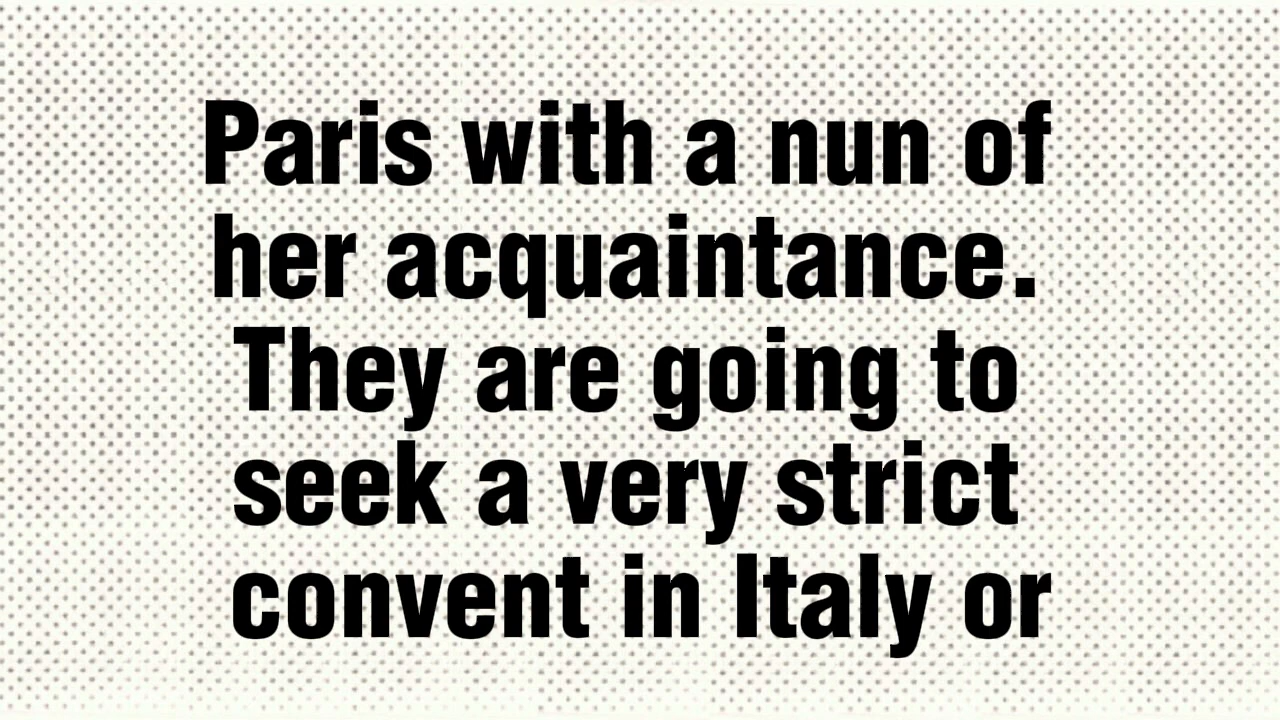 Paris with a nun of
her acquaintance.
They are going to
seek a very strict
convent in Italy or